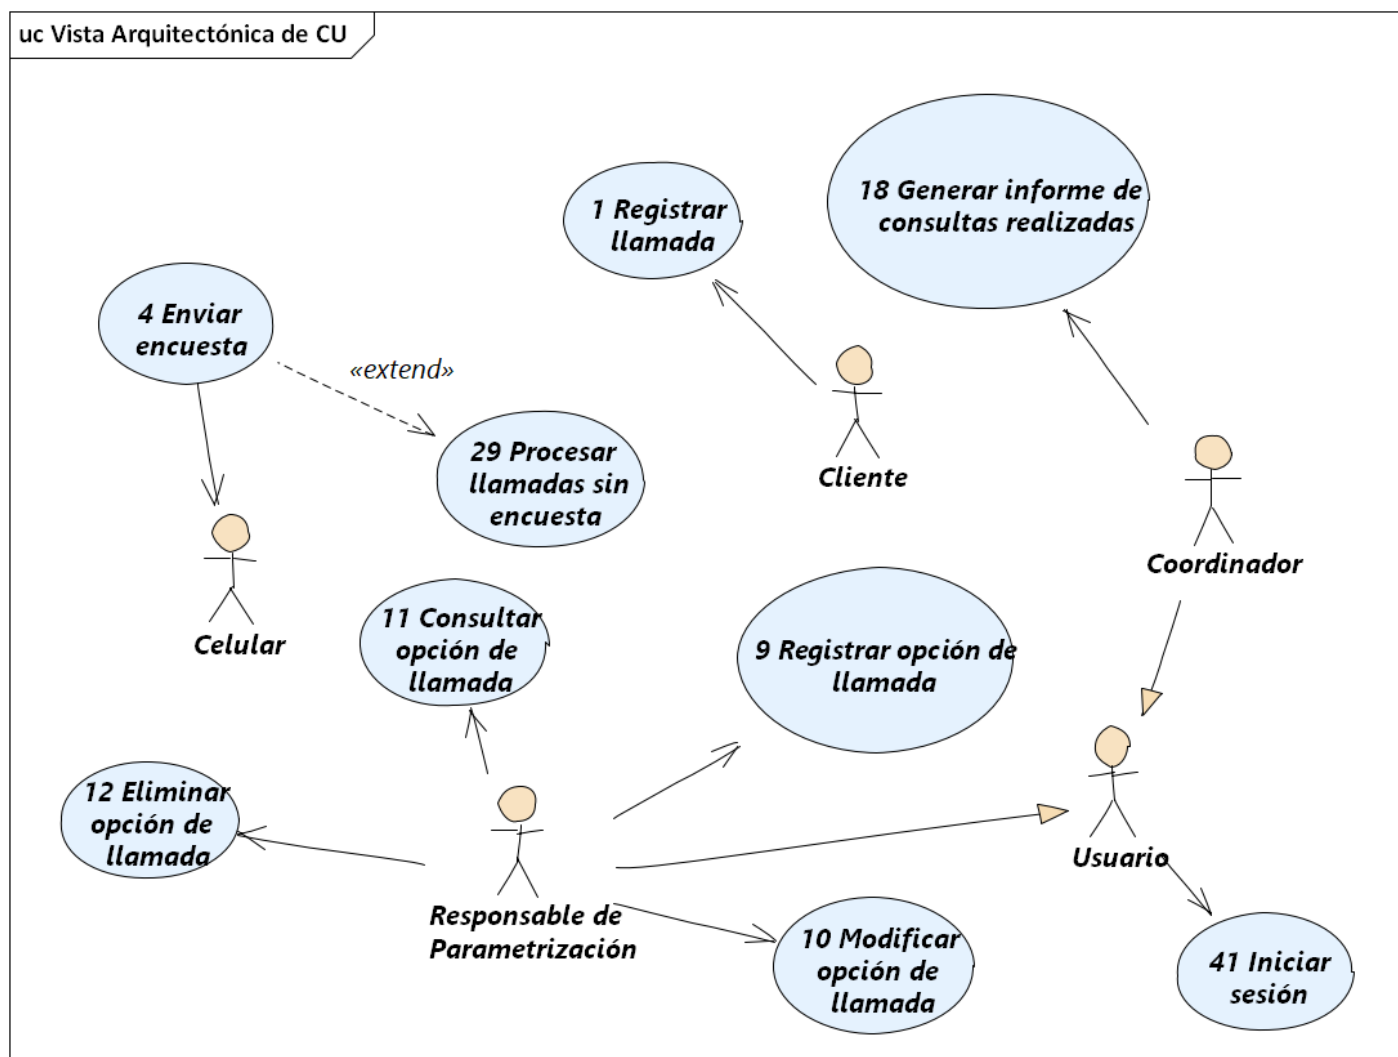 uc Vista Arquitectónica de CU
18 Generar informe de
consultas realizadas
1 Registrar
llamada
4 Enviar
encuesta
«extend»
29 Procesar
llamadas sin
encuesta
Cliente
Coordinador
Celular
11 Consultar
opción de
llamada
9 Registrar opción de
llamada
12 Eliminar
opción de
llamada
Usuario
Responsable de
Parametrización
10 Modificar
opción de
llamada
41 Iniciar
sesión